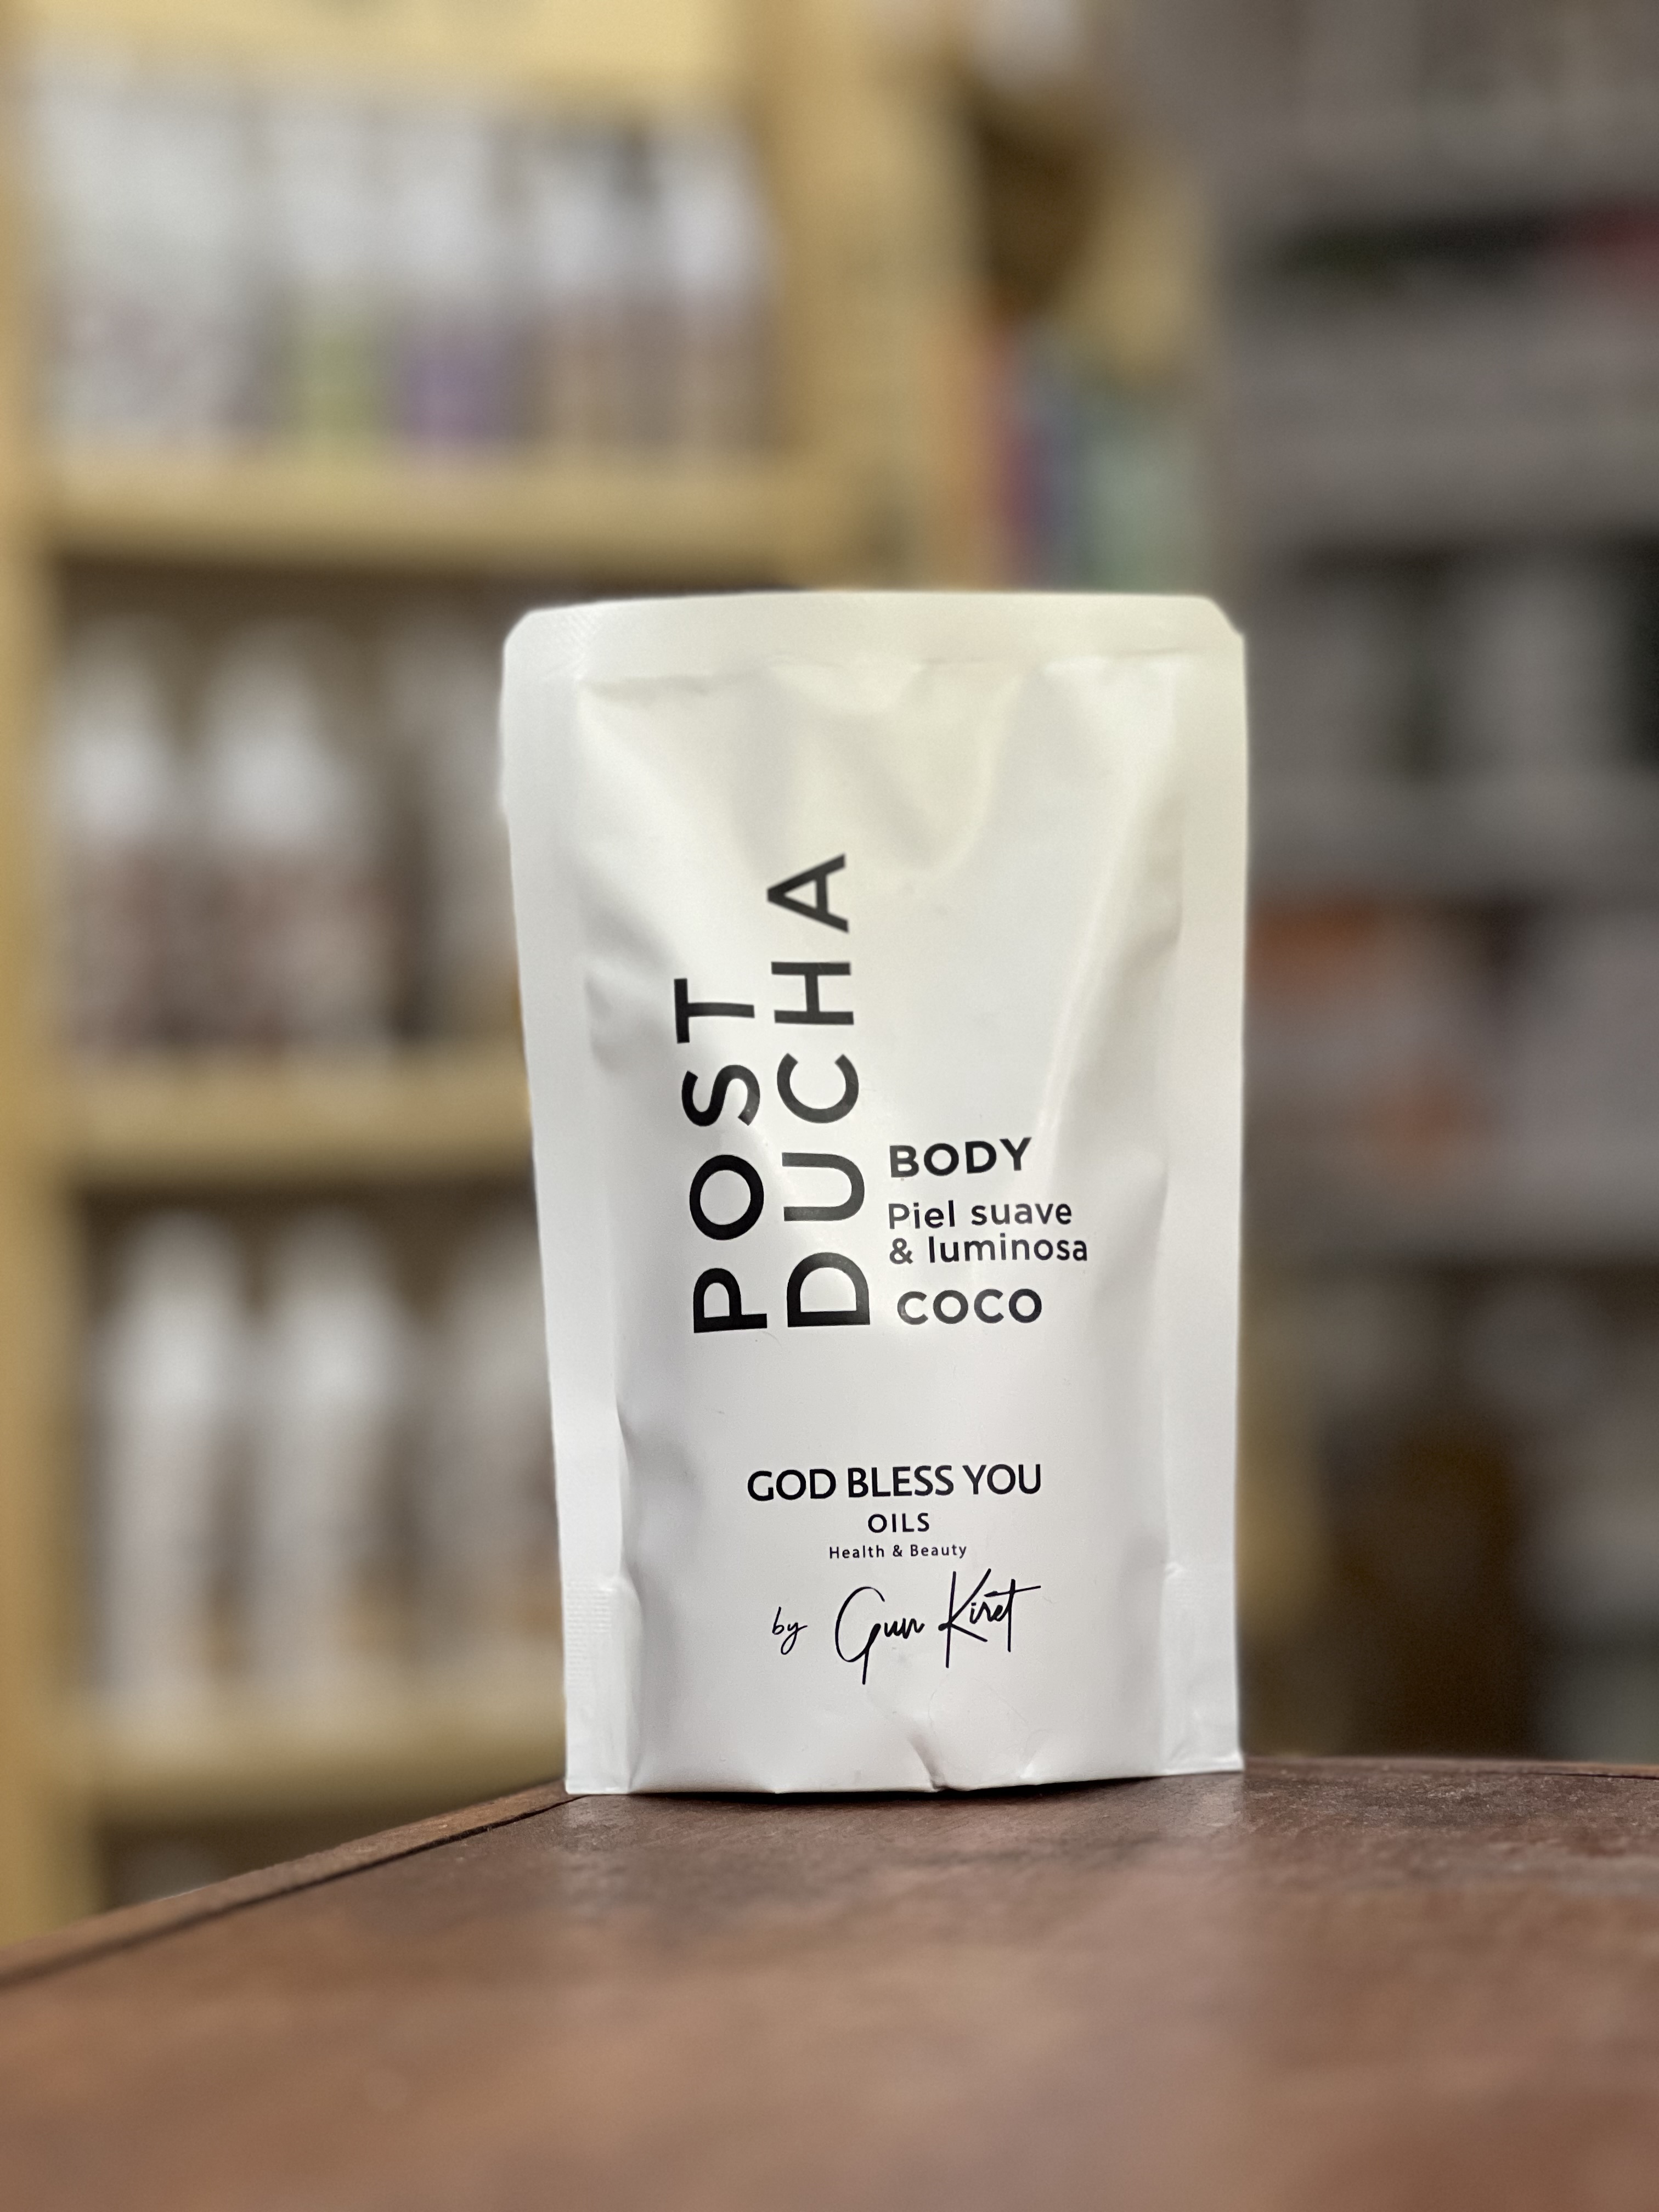 POST
DUCHA
BODY
Piel suave
& luminosa
COCO
GOD BLESS YOU
OILS
Health & Beauty
by Gun Kiret